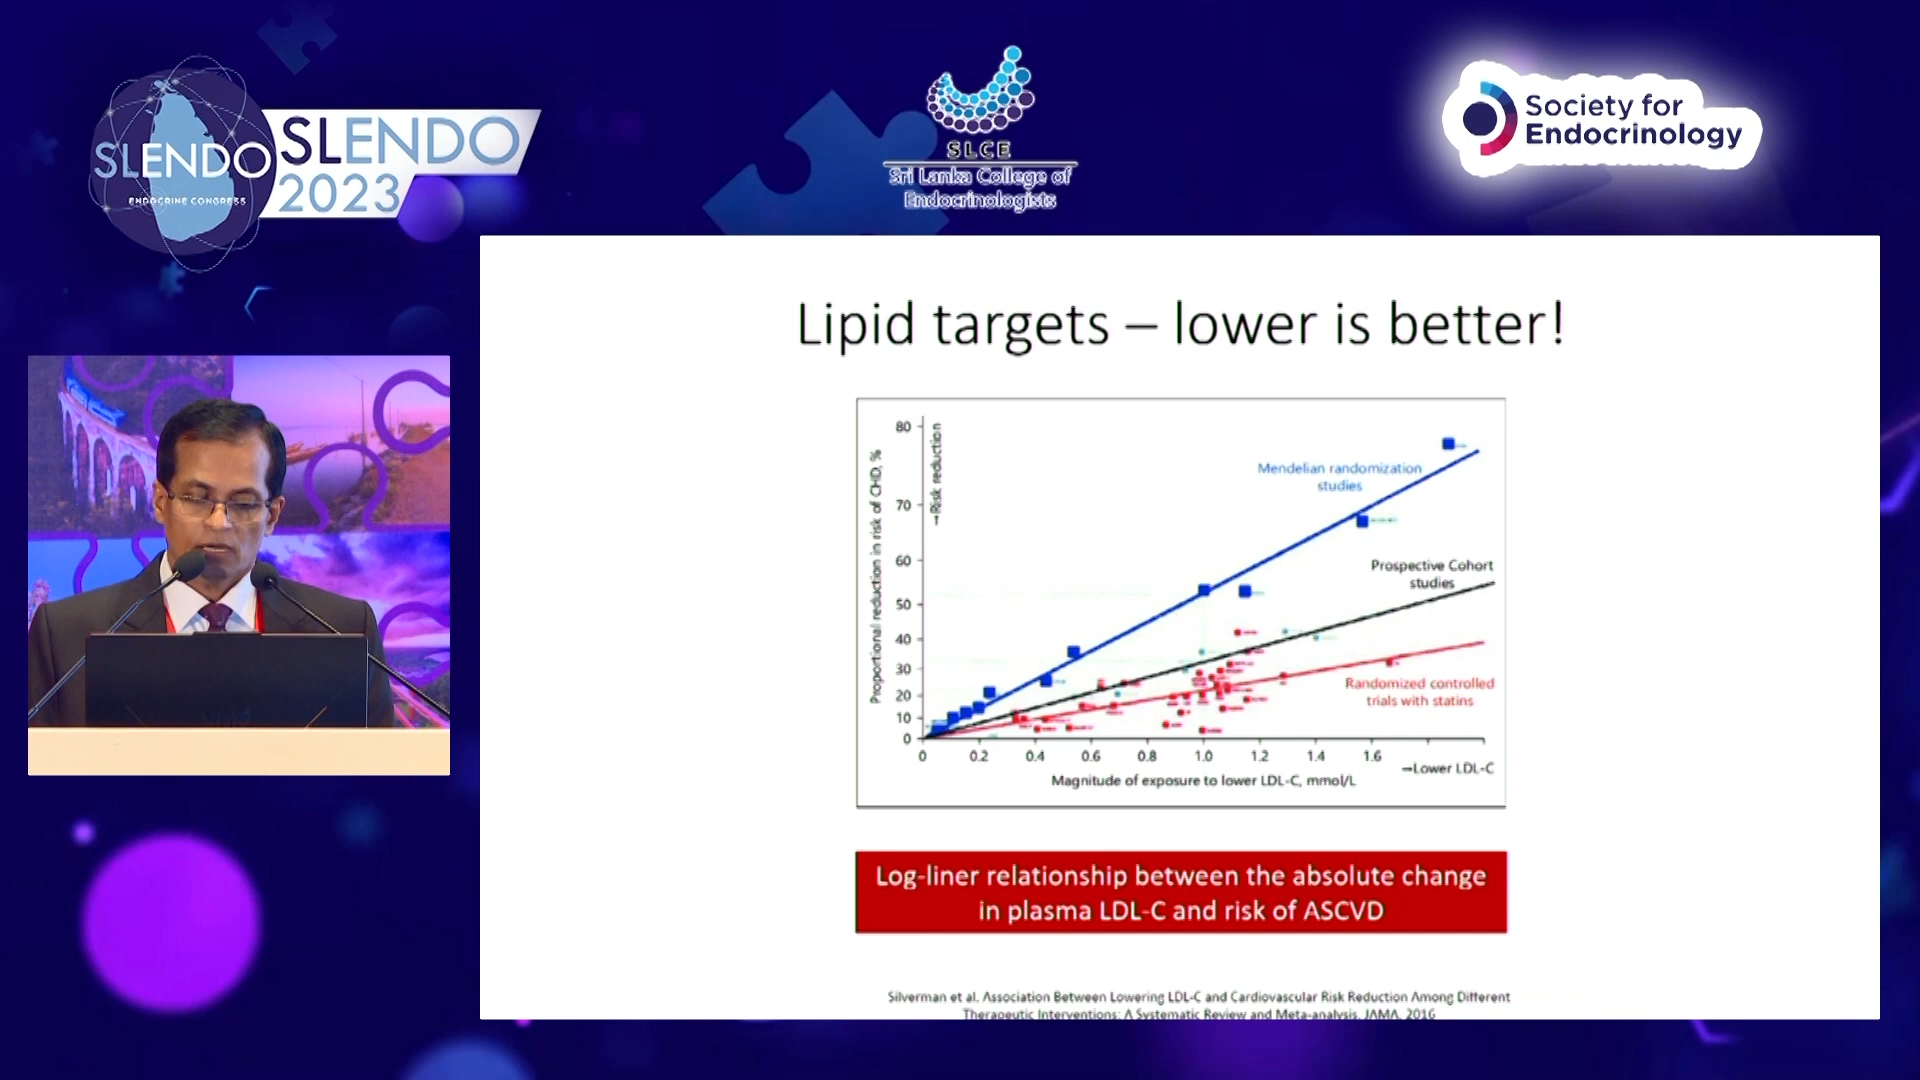 SLENDO
ENDOCRINE CONGRESS
SLENDO
2023
SLCE
Sri Lanka College of
Endocrinologists
Society for
Endocrinology
Lipid targets – lower is better!
80
70
60
50
40
30
20
10
0
Proportional reduction in risk of CHD, %
→Risk reduction
Mendelian randomization
studies
Prospective Cohort
studies
Randomized controlled
trials with statins
0 0.2 0.4 0.6 0.8 1.0 1.2 1.4 1.6
→Lower LDL-C
Magnitude of exposure to lower LDL-C, mmol/L
Log-liner relationship between the absolute change
in plasma LDL-C and risk of ASCVD
Silverman et al. Association Between Lowering LDL-C and Cardiovascular Risk Reduction Among Different
Therapeutic Interventions: A Systematic Review and Meta-analysis. JAMA. 2016